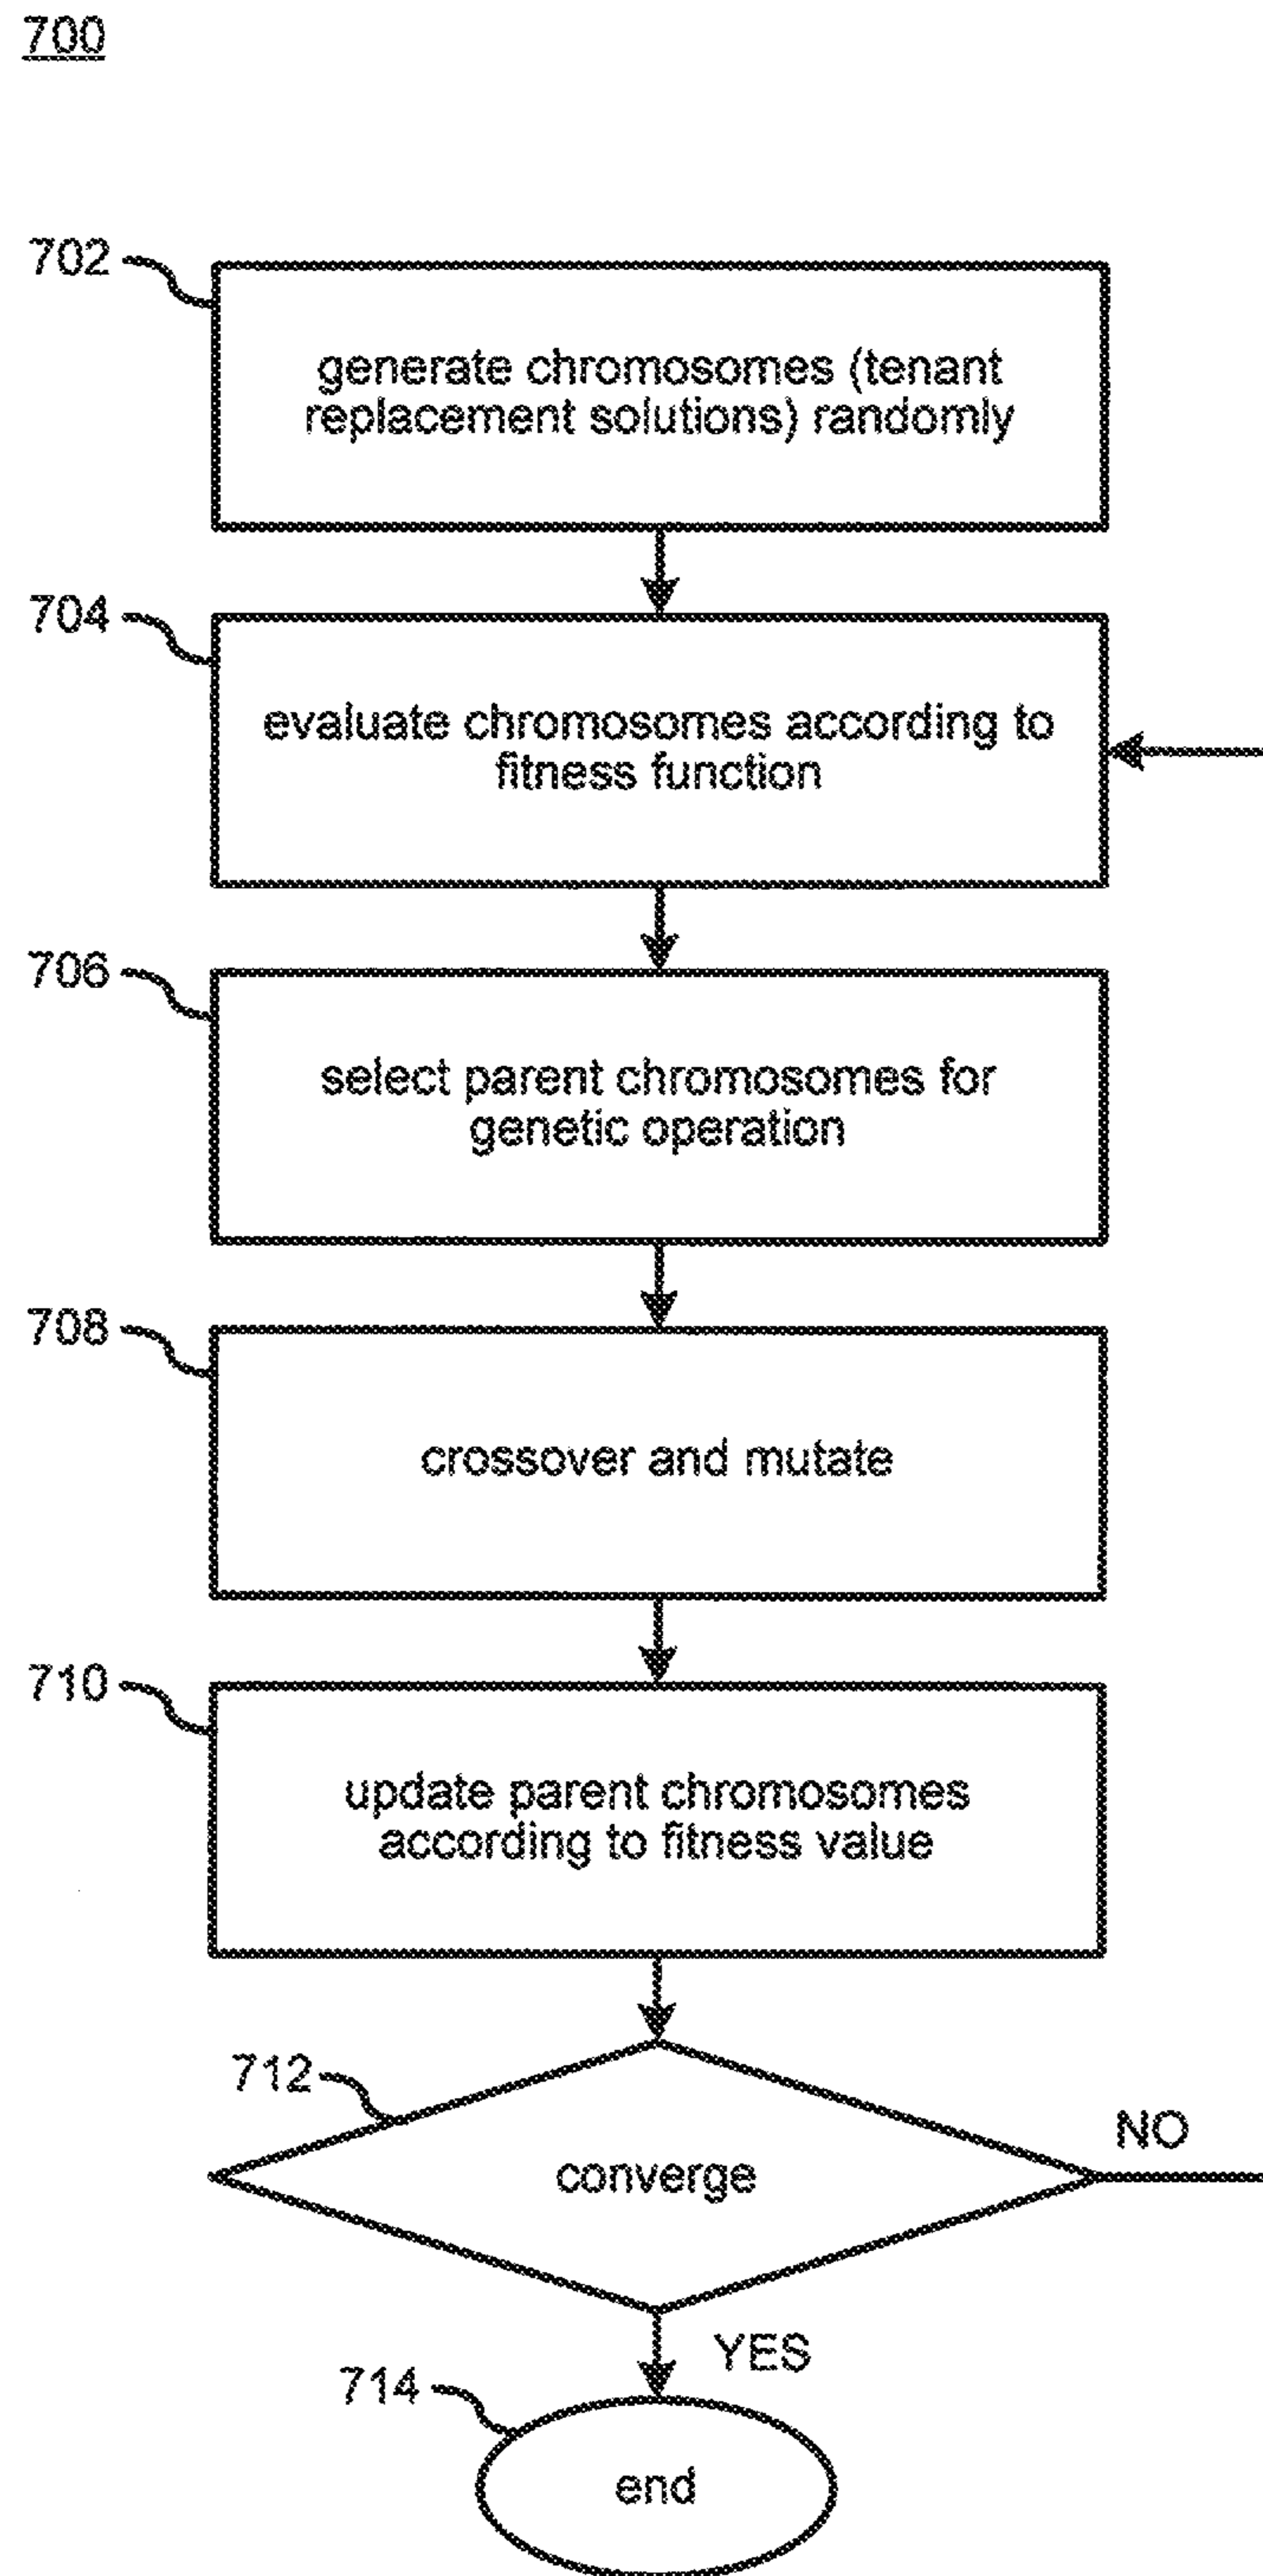 700
702
generate chromosomes (tenant
replacement solutions) randomly
704
evaluate chromosomes according to
fitness function
706
select parent chromosomes for
genetic operation
708
crossover and mutate
710
update parent chromosomes
according to fitness value
712
converge
NO
YES
714
end